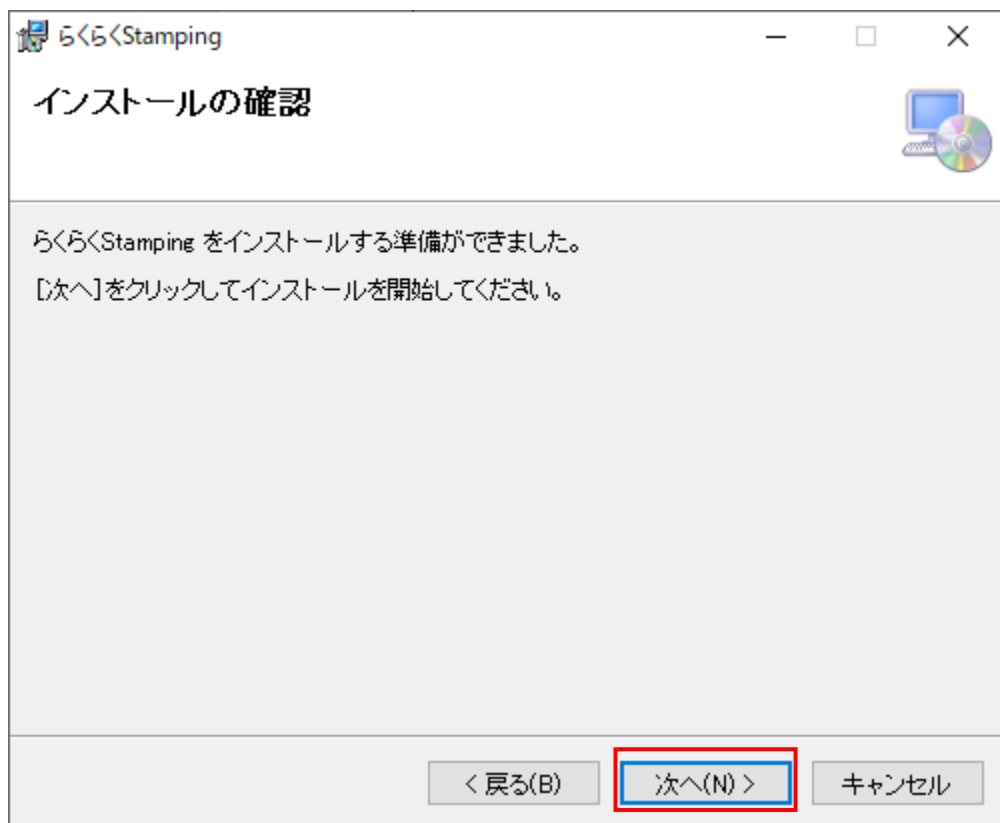 らくらくStamping
インストールの確認
らくらくStamping をインストールする準備ができました。
[次へ]をクリックしてインストールを開始してください。
< 戻る(B)
次へ(N) >
キャンセル